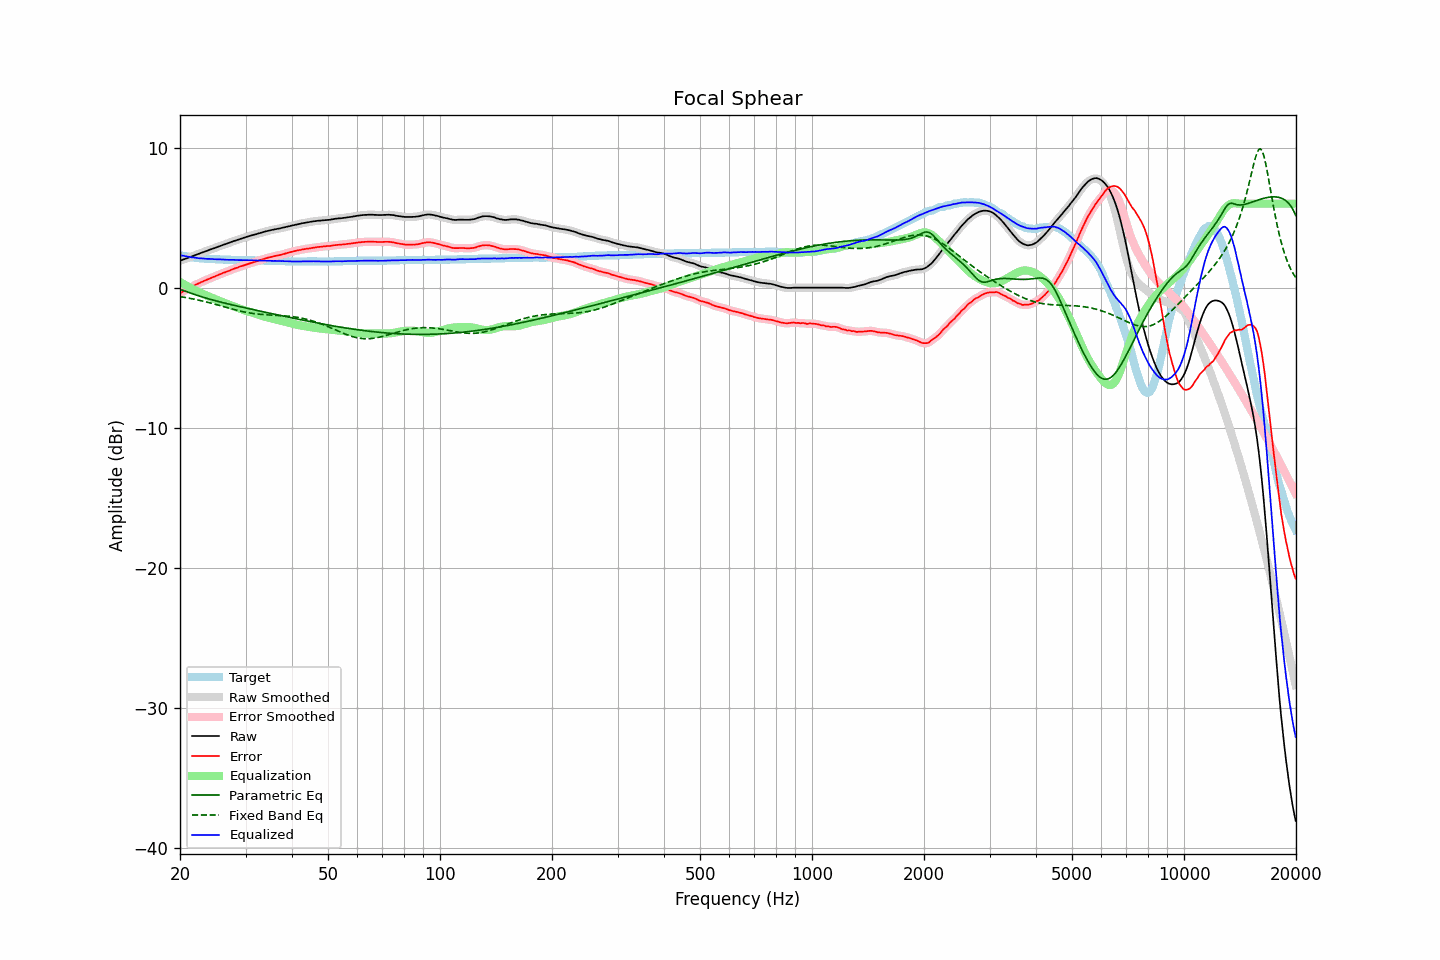 Focal Sphear
10
0
−10
−20
−30
−40
Amplitude (dBr)
Target
Raw Smoothed
Error Smoothed
Raw
Error
Equalization
Parametric Eq
Fixed Band Eq
Equalized
20 50 100 200 500 1000 2000 5000 10000 20000
Frequency (Hz)